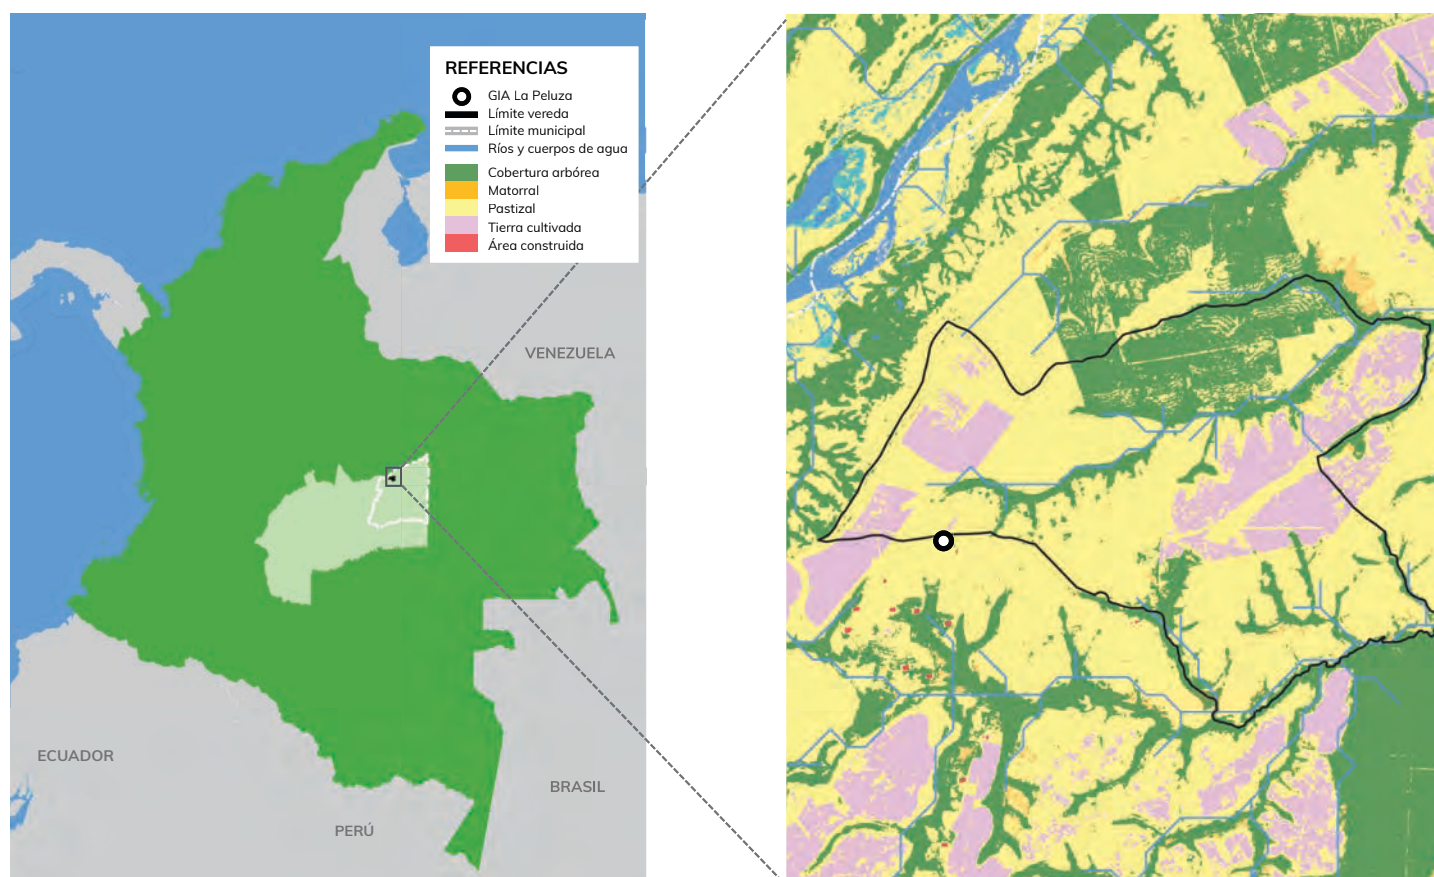 REFERENCIAS
GIA La Peluza
Límite vereda
Límite municipal
Ríos y cuerpos de agua
Cobertura arbórea
Matorral
Pastizal
Tierra cultivada
Área construida
VENEZUELA
ECUADOR
BRASIL
PERÚ